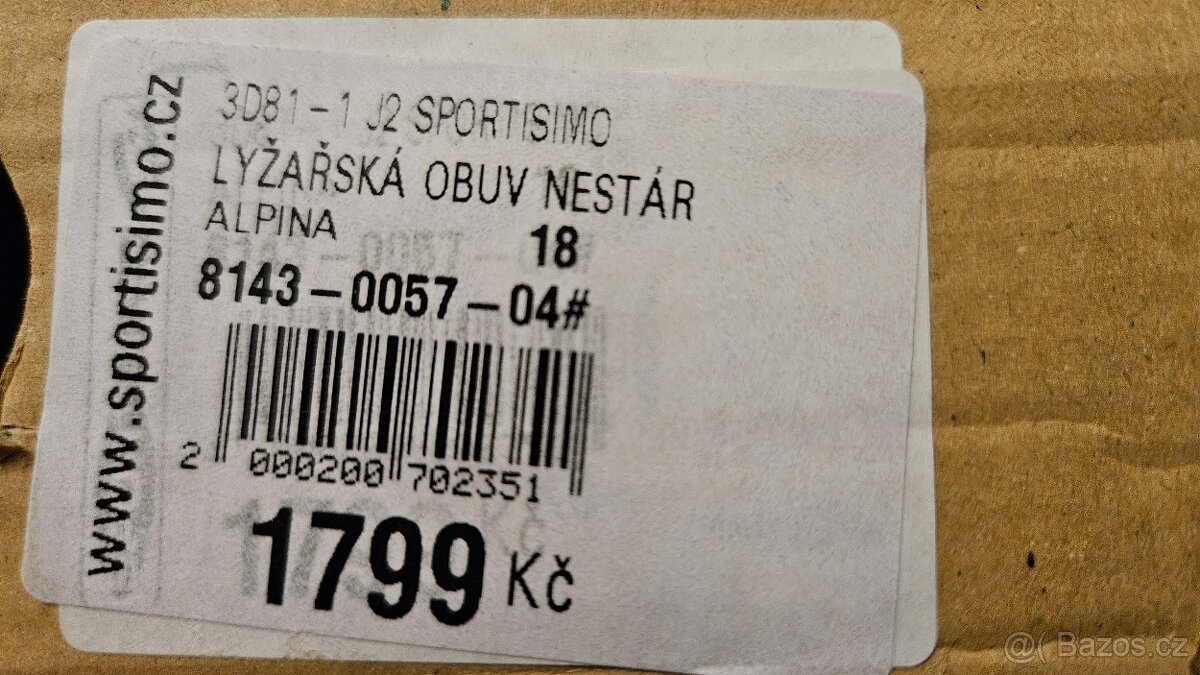 www.sportisimo.cz
3D81-1 J2 SPORTISIMO
LYŽAŘSKÁ OBUV NESTÁR
ALPINA
18
8143-0057-04#
2 000200 702351
1799 Kč
@( Bazos.cz